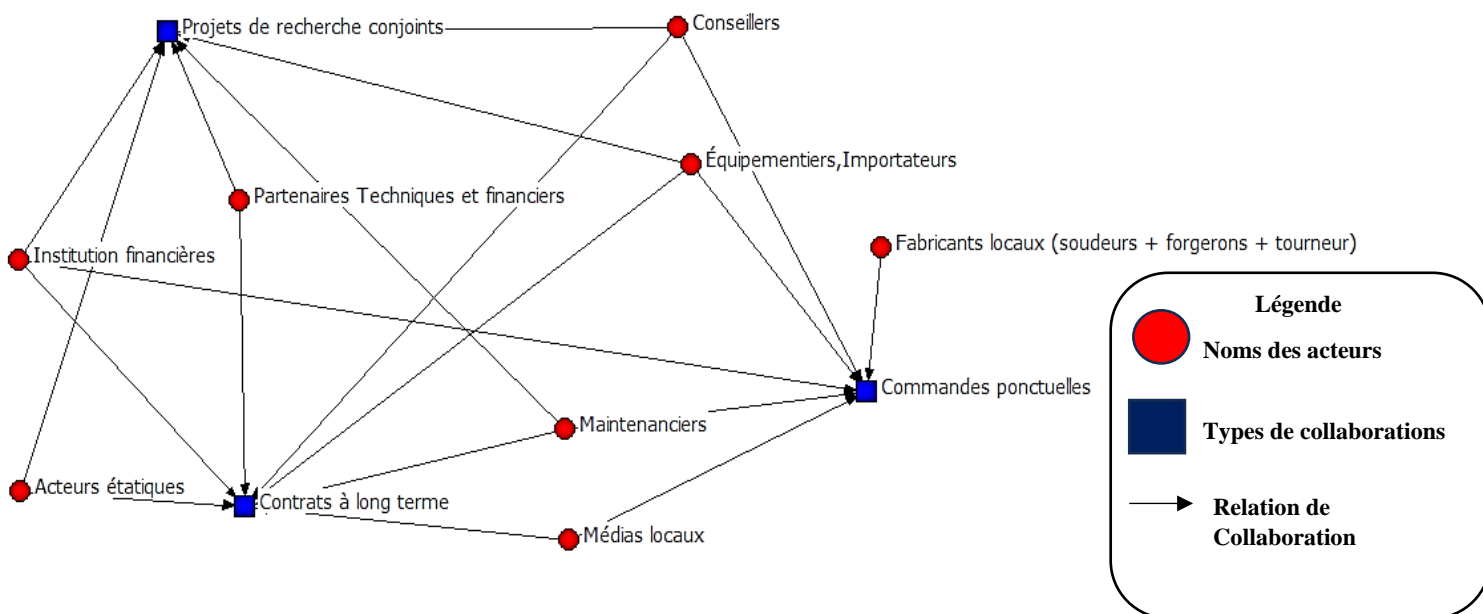 Projets de recherche conjoints
Conseillers
Équipementiers,Importateurs
Partenaires Techniques et financiers
Fabricants locaux (soudeurs + forgerons + tourneur)
Institution financières
Commandes ponctuelles
Maintenanciers
Acteurs étatiques
Contrats à long terme
Médias locaux
Légende
Noms des acteurs
Types de collaborations
Relation de
Collaboration